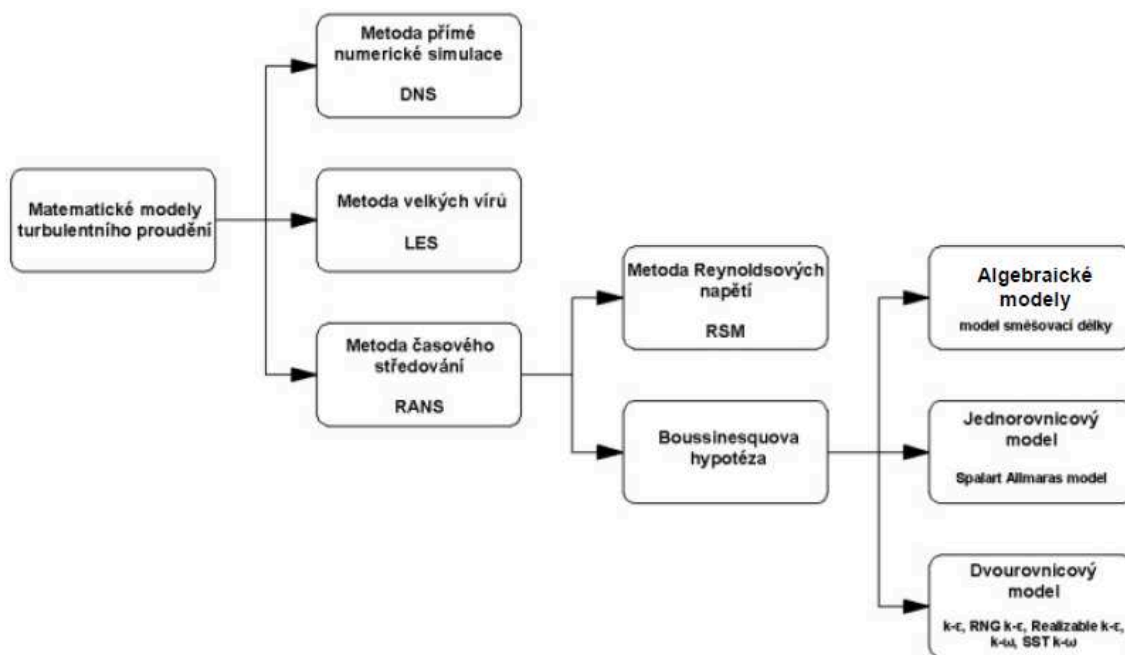 Metoda přímé
numerické simulace
DNS
Matematické modely
turbulentního proudění
Metoda velkých vírů
LES
Metoda časového
středování
RANS
Metoda Reynoldsových
napětí
RSM
Boussinesquova
hypotéza
Algebraické
modely
model směšovací délky
Jednorovnicový
model
Spalart Allmaras model
Dvourovnicový
model
k-ε, RNG k-ε, Realizable k-ε,
k-ω, SST k-ω